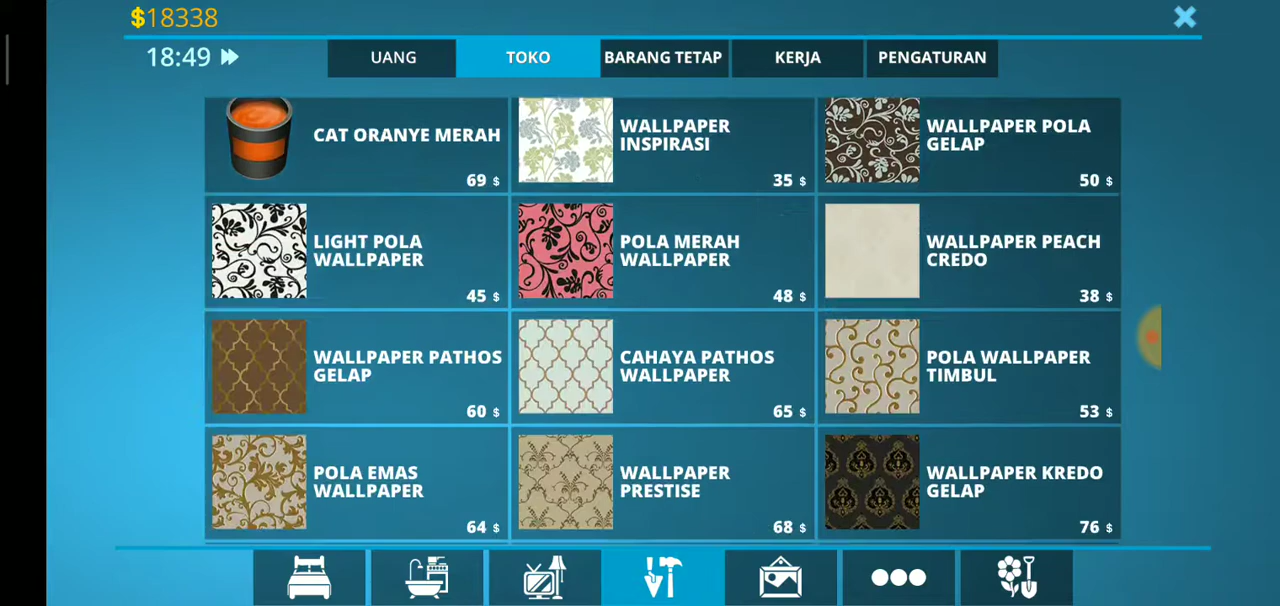 $18338
18:49
UANG
TOKO
BARANG TETAP
KERJA
PENGATURAN
CAT ORANYE MERAH
69 $
WALLPAPER
INSPIRASI
35 $
WALLPAPER POLA
GELAP
50 $
LIGHT POLA
WALLPAPER
45 $
POLA MERAH
WALLPAPER
48 $
WALLPAPER PEACH
CREDO
38 $
WALLPAPER PATHOS
GELAP
60 $
CAHAYA PATHOS
WALLPAPER
65 $
POLA WALLPAPER
TIMBUL
53 $
POLA EMAS
WALLPAPER
64 $
WALLPAPER
PRESTISE
68 $
WALLPAPER KREDO
GELAP
76 $